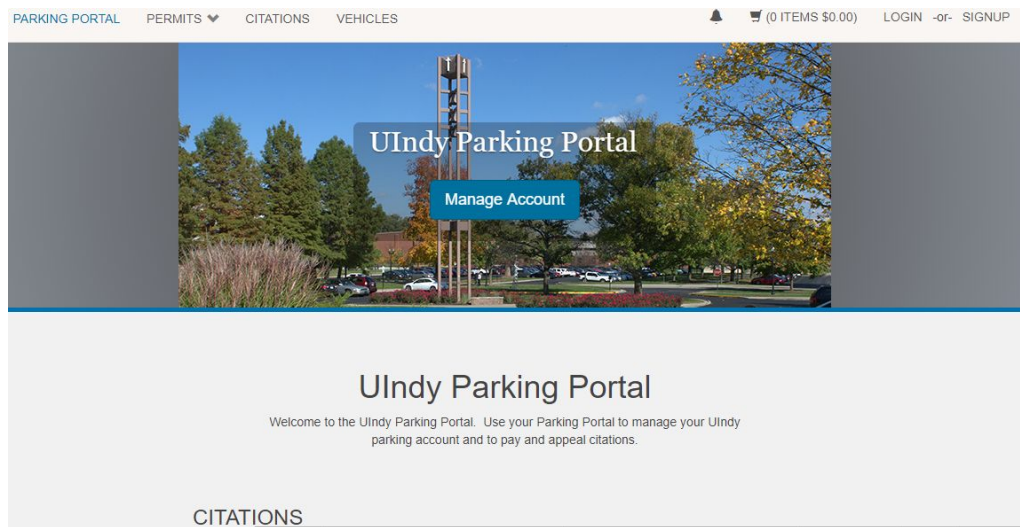 PARKING PORTAL PERMITS CITATIONS VEHICLES (0 ITEMS $0.00) LOGIN -or- SIGNUP
UIndy Parking Portal
Manage Account
UIndy Parking Portal
Welcome to the UIndy Parking Portal. Use your Parking Portal to manage your UIndy
parking account and to pay and appeal citations.
CITATIONS